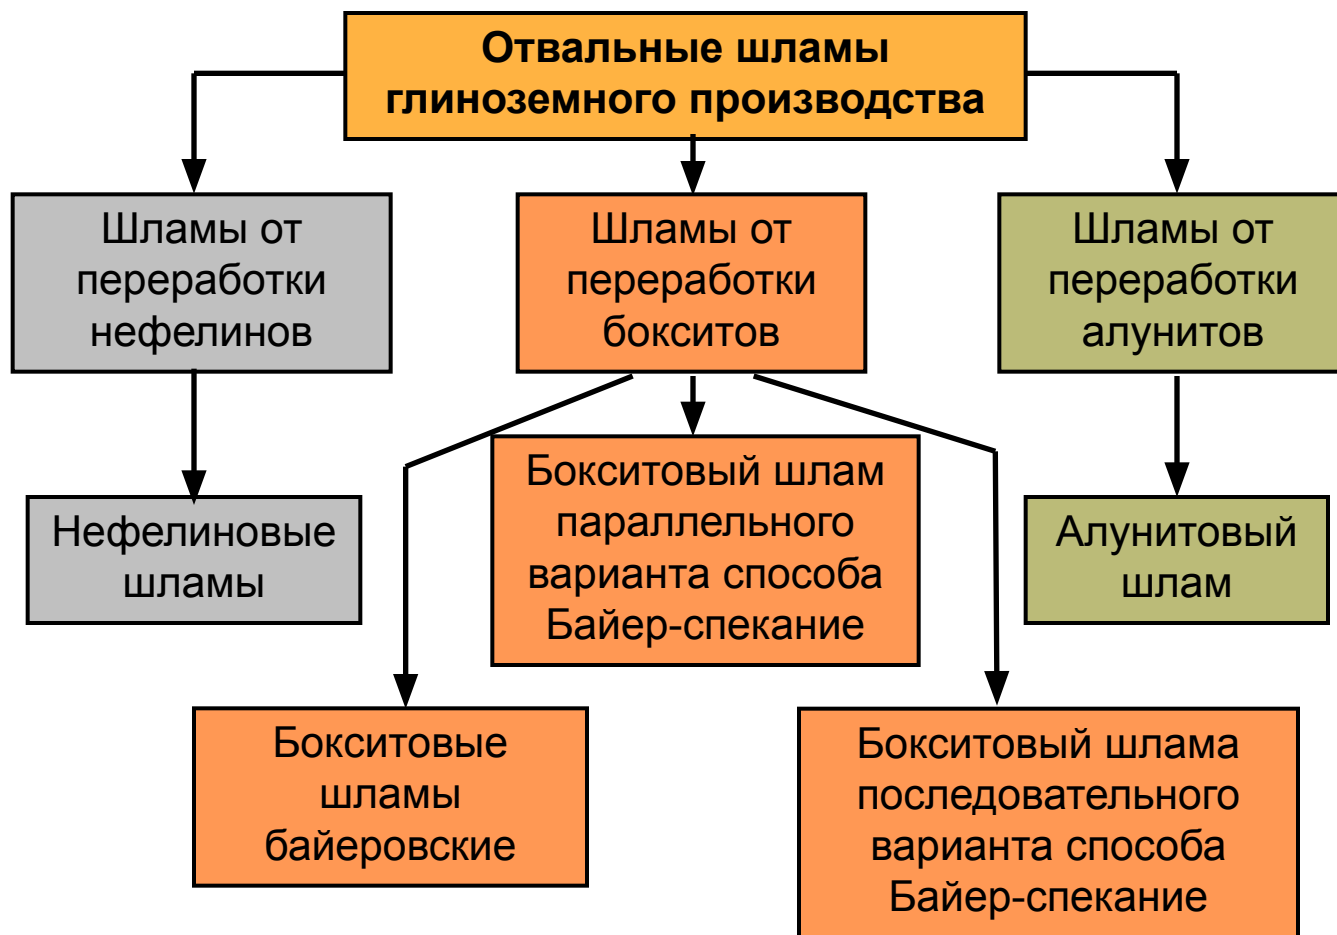 Отвальные шламы
глиноземного производства
Шламы от
переработки
нефелинов
Шламы от
переработки
бокситов
Шламы от
переработки
алунитов
Нефелиновые
шламы
Бокситовый шлам
параллельного
варианта способа
Байер-спекание
Алунитовый
шлам
Бокситовые
шламы
байеровские
Бокситовый шлама
последовательного
варианта способа
Байер-спекание